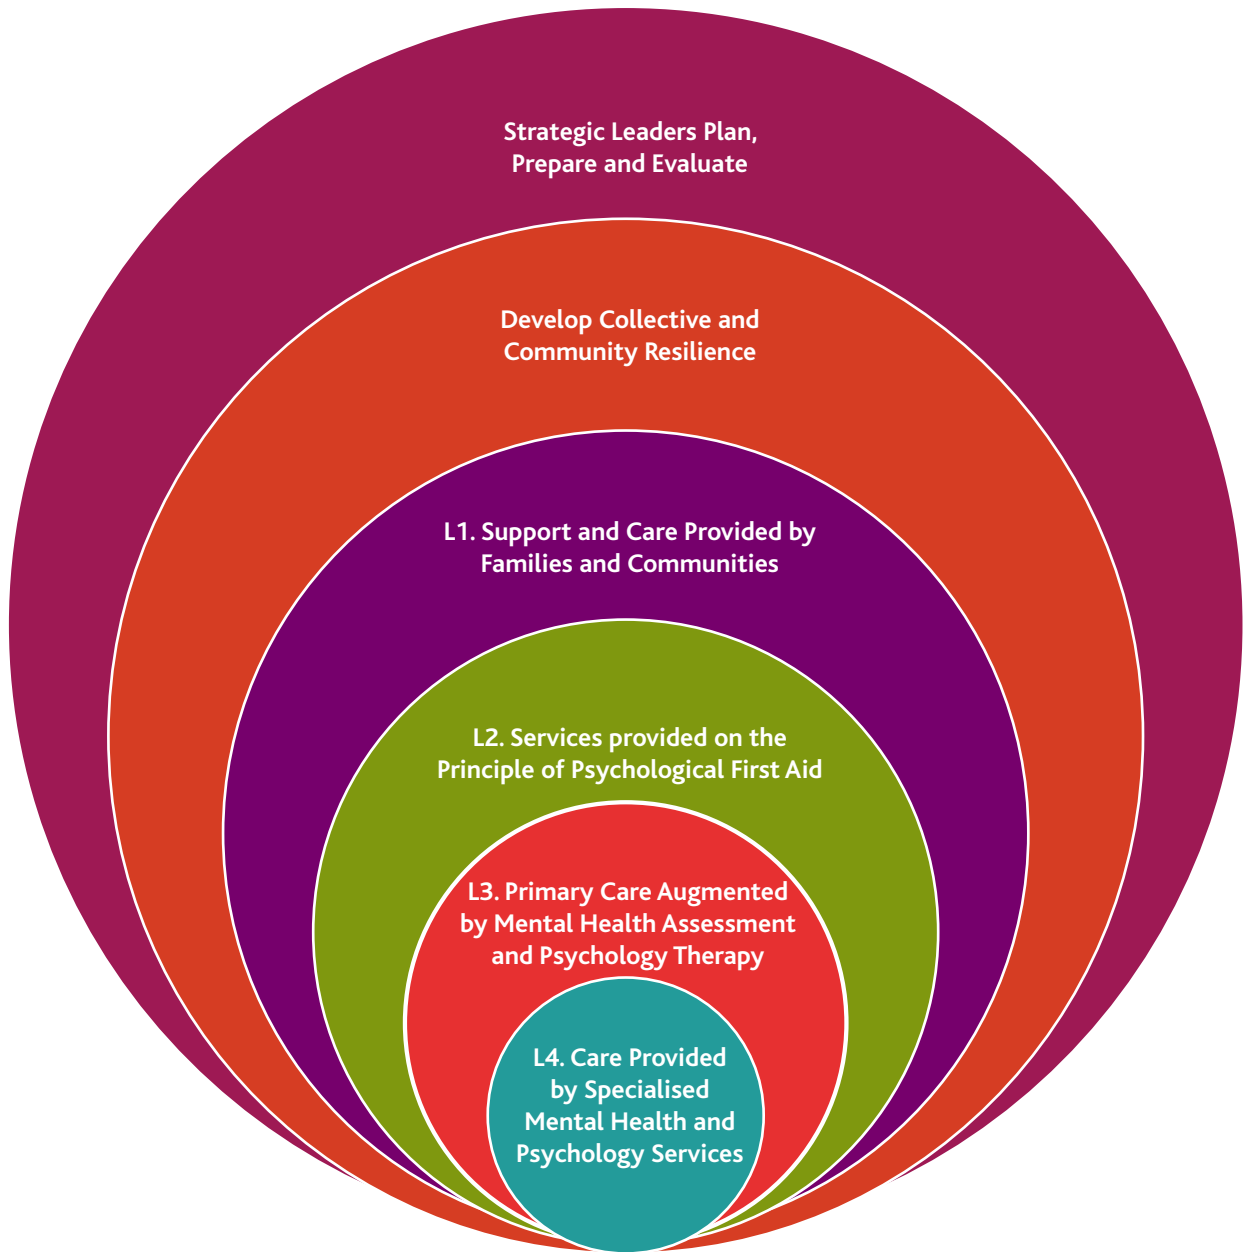 Strategic Leaders Plan,
Prepare and Evaluate
Develop Collective and
Community Resilience
L1. Support and Care Provided by
Families and Communities
L2. Services provided on the
Principle of Psychological First Aid
L3. Primary Care Augmented
by Mental Health Assessment
and Psychology Therapy
L4. Care Provided
by Specialised
Mental Health and
Psychology Services